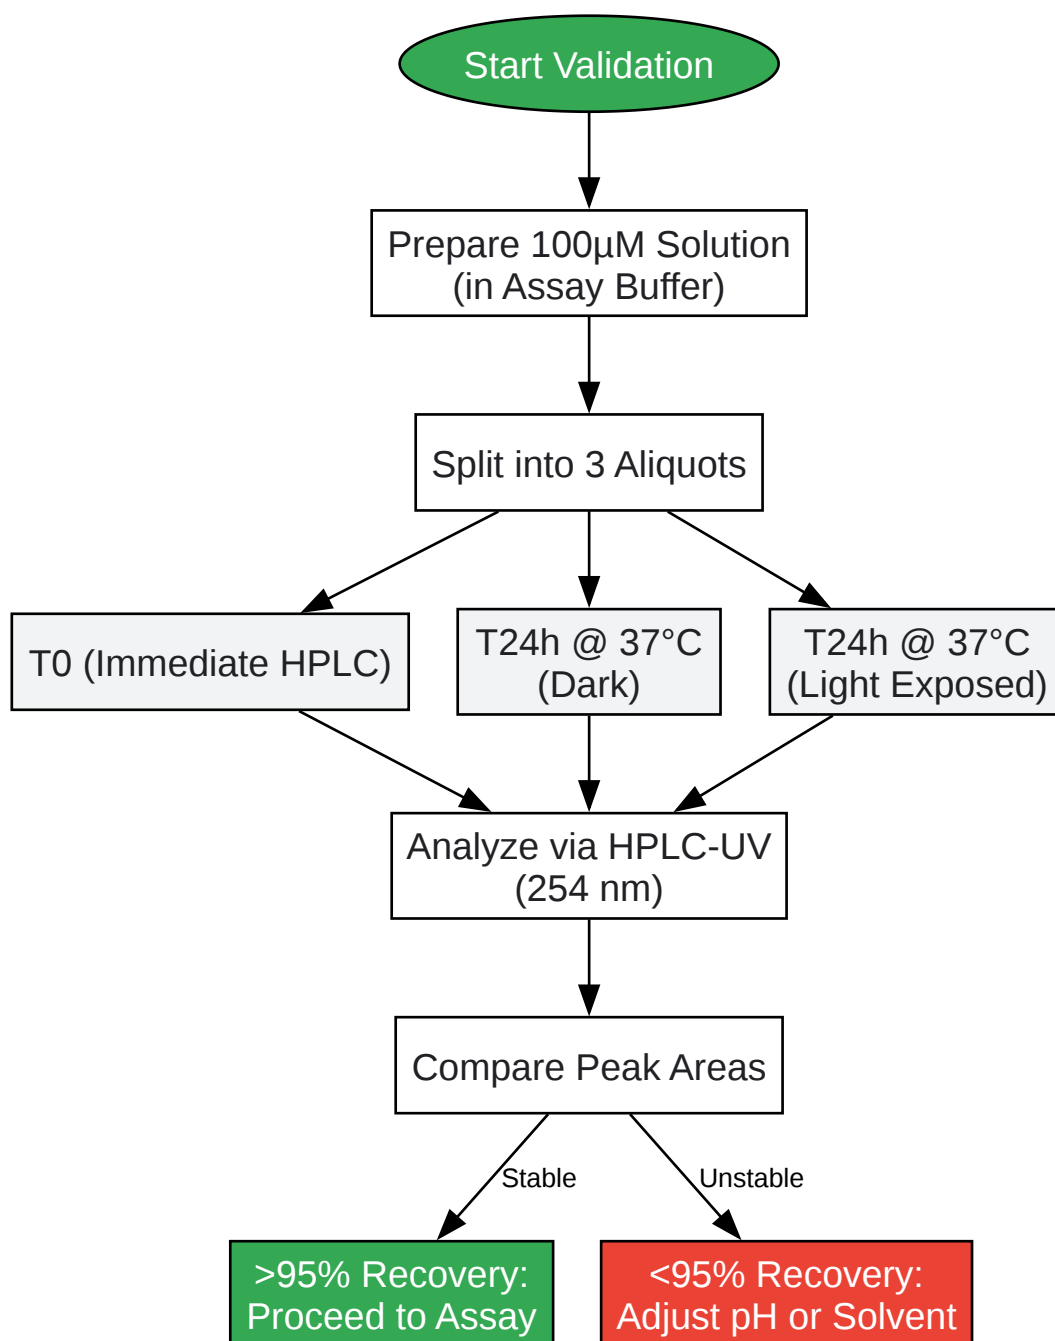 Start Validation
Prepare 100µM Solution
(in Assay Buffer)
Split into 3 Aliquots
T0 (Immediate HPLC)
T24h @ 37°C
(Dark)
T24h @ 37°C
(Light Exposed)
Analyze via HPLC-UV
(254 nm)
Compare Peak Areas
Stable
Unstable
>95% Recovery:
Proceed to Assay
<95% Recovery:
Adjust pH or Solvent